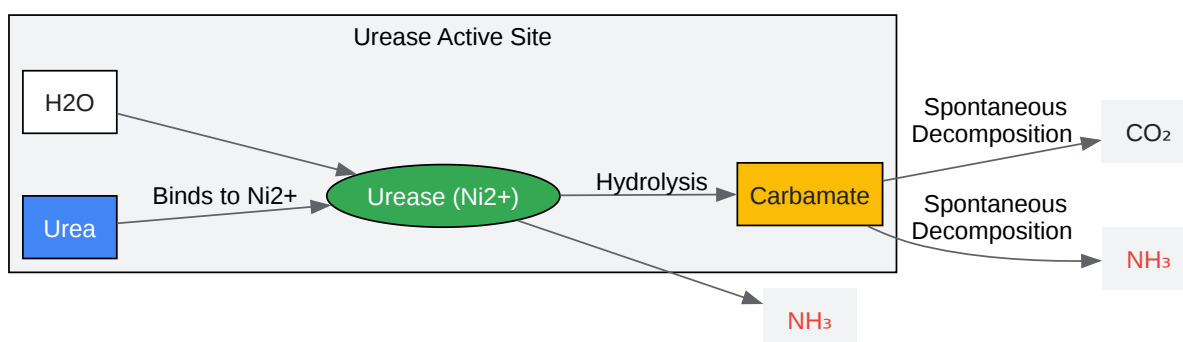 Urease Active Site
H2O
Urea
Binds to Ni2+
Urease (Ni2+)
Hydrolysis
Carbamate
Spontaneous
Decomposition
CO₂
Spontaneous
Decomposition
NH₃
NH₃